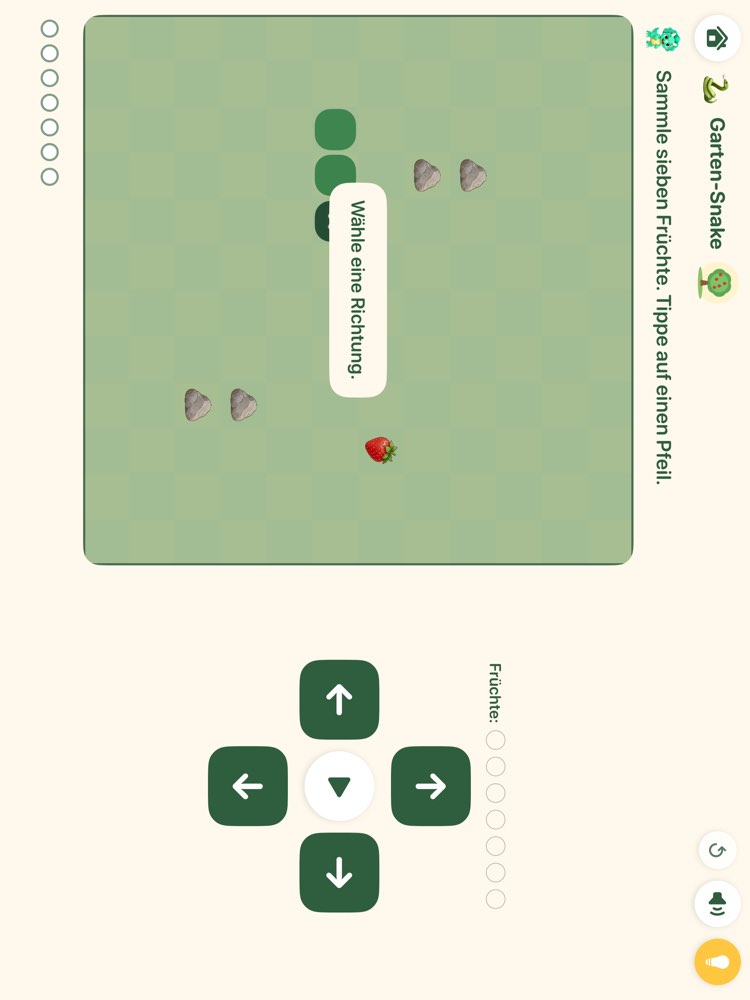 Garten-Snake
Sammle sieben Früchte. Tippe auf einen Pfeil.
Wähle eine Richtung.
Früchte: